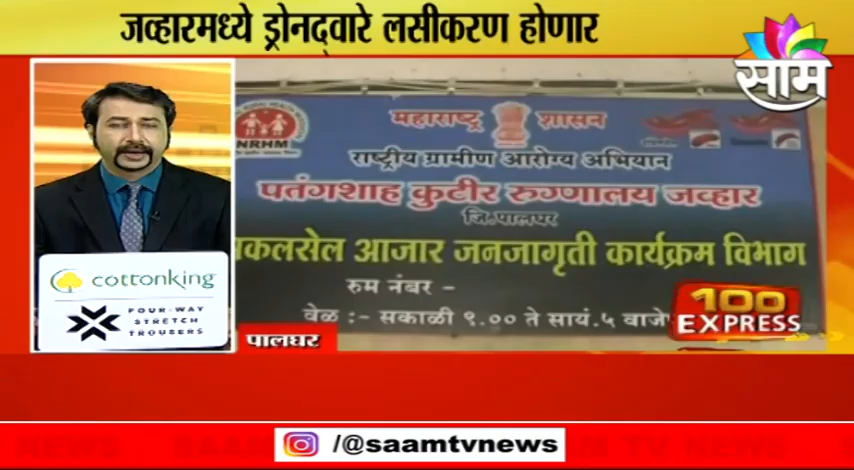 जव्हारमध्ये ड्रोनद्वारे लसीकरण होणार
साम
NRHM
महाराष्ट्र शासन
राष्ट्रीय ग्रामीण आरोग्य अभियान
पतंगशाह कुटीर रुग्णालय जव्हार
जि.पालघर
कलसेल आजार जनजागृती कार्यक्रम विभाग
रुम नंबर -
वेळ :- सकाळी ९.०० ते सायं.५ वाजे
cottonking
FOUR-WAY
STRETCH
TROUSERS
100
EXPRESS
पालघर
/@saamtvnews